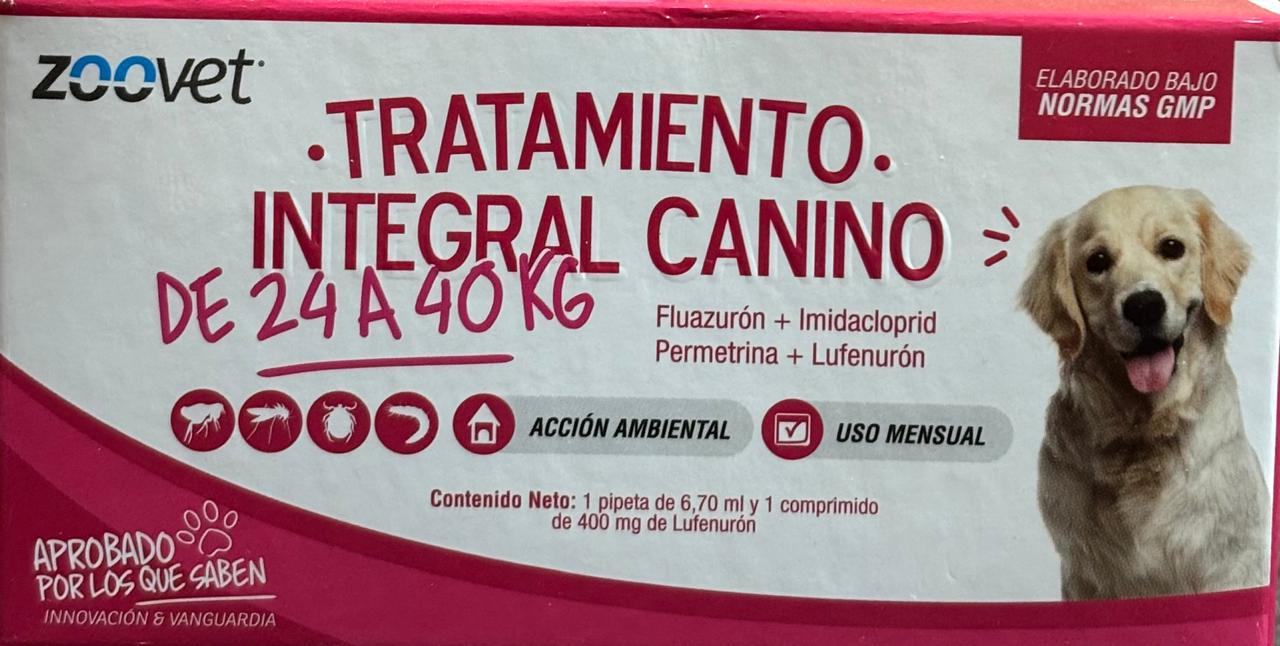 zoovet
ELABORADO BAJO
NORMAS GMP
·TRATAMIENTO·
INTEGRAL CANINO
DE 24 A 40 KG
Fluazurón + Imidacloprid
Permetrina + Lufenurón
ACCIÓN AMBIENTAL
USO MENSUAL
Contenido Neto: 1 pipeta de 6,70 ml y 1 comprimido
de 400 mg de Lufenurón
APROBADO
POR LOS QUE SABEN
INNOVACIÓN & VANGUARDIA